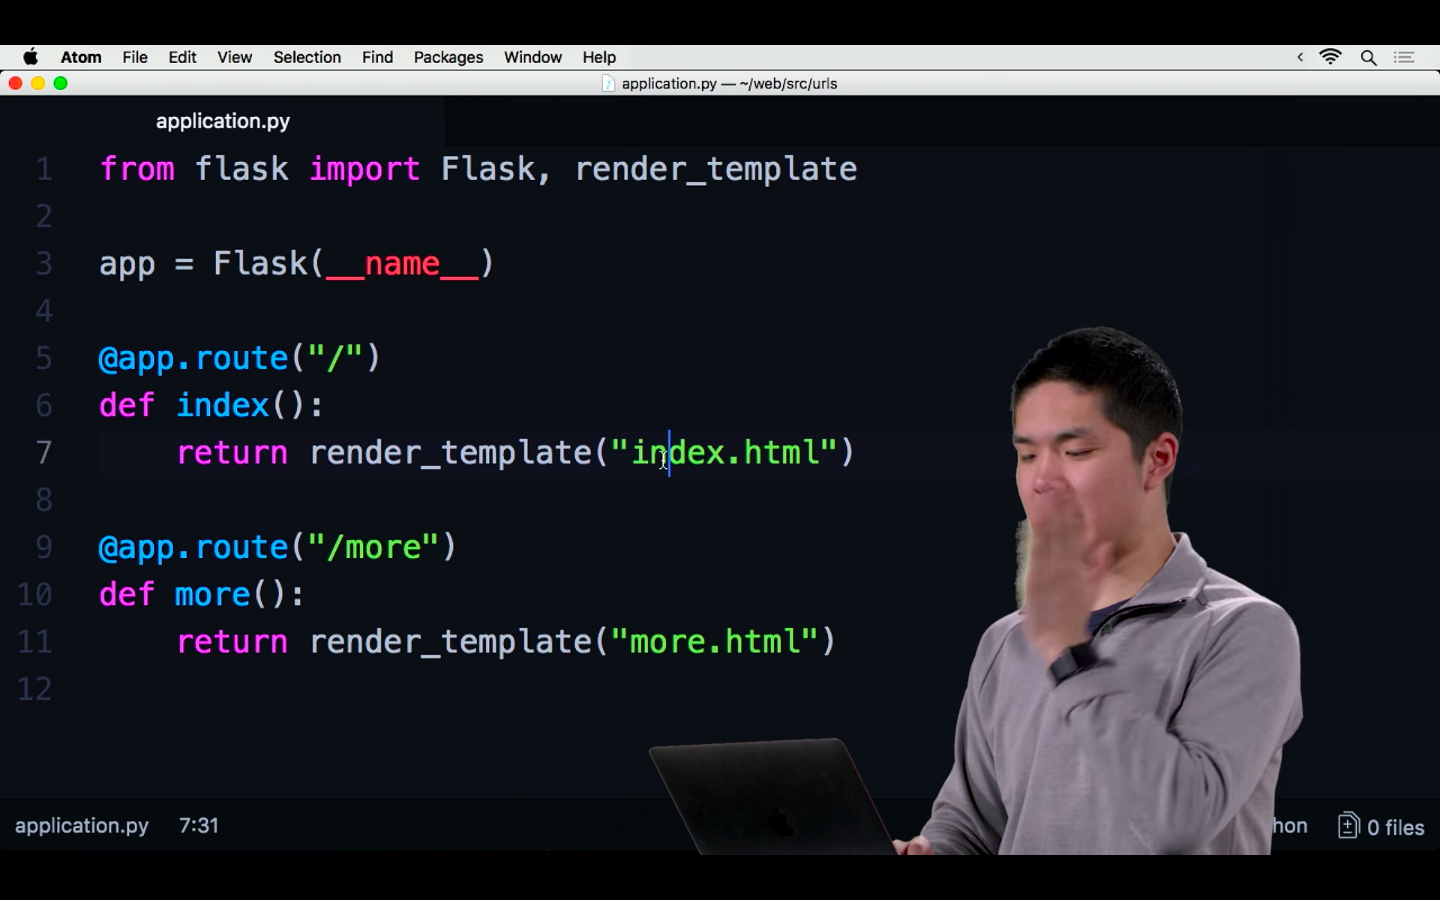 Atom File Edit View Selection Find Packages Window Help
application.py — ~/web/src/urls
application.py
1 from flask import Flask, render_template
2
3 app = Flask(__name__)
4
5 @app.route("/")
6 def index():
7     return render_template("index.html")
8
9 @app.route("/more")
10 def more():
11     return render_template("more.html")
12
application.py 7:31 hon 0 files